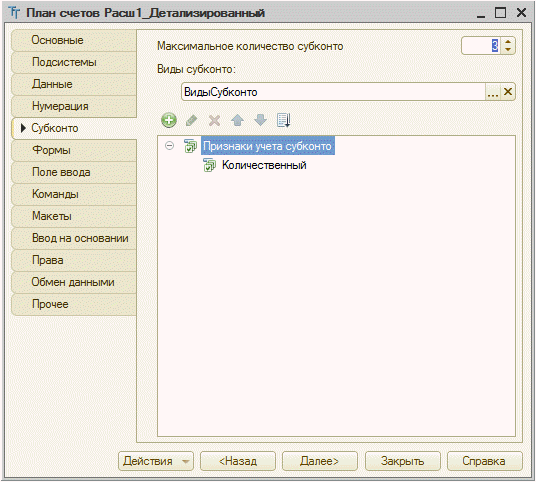 План счетов Расш1_Детализированный
Основные
Подсистемы
Данные
Нумерация
Субконто
Формы
Поле ввода
Команды
Макеты
Ввод на основании
Права
Обмен данными
Прочее
Максимальное количество субконто
3
Виды субконто:
ВидыСубконто
...
Признаки учета субконто
Количественный
Действия
<Назад
Далее>
Закрыть
Справка